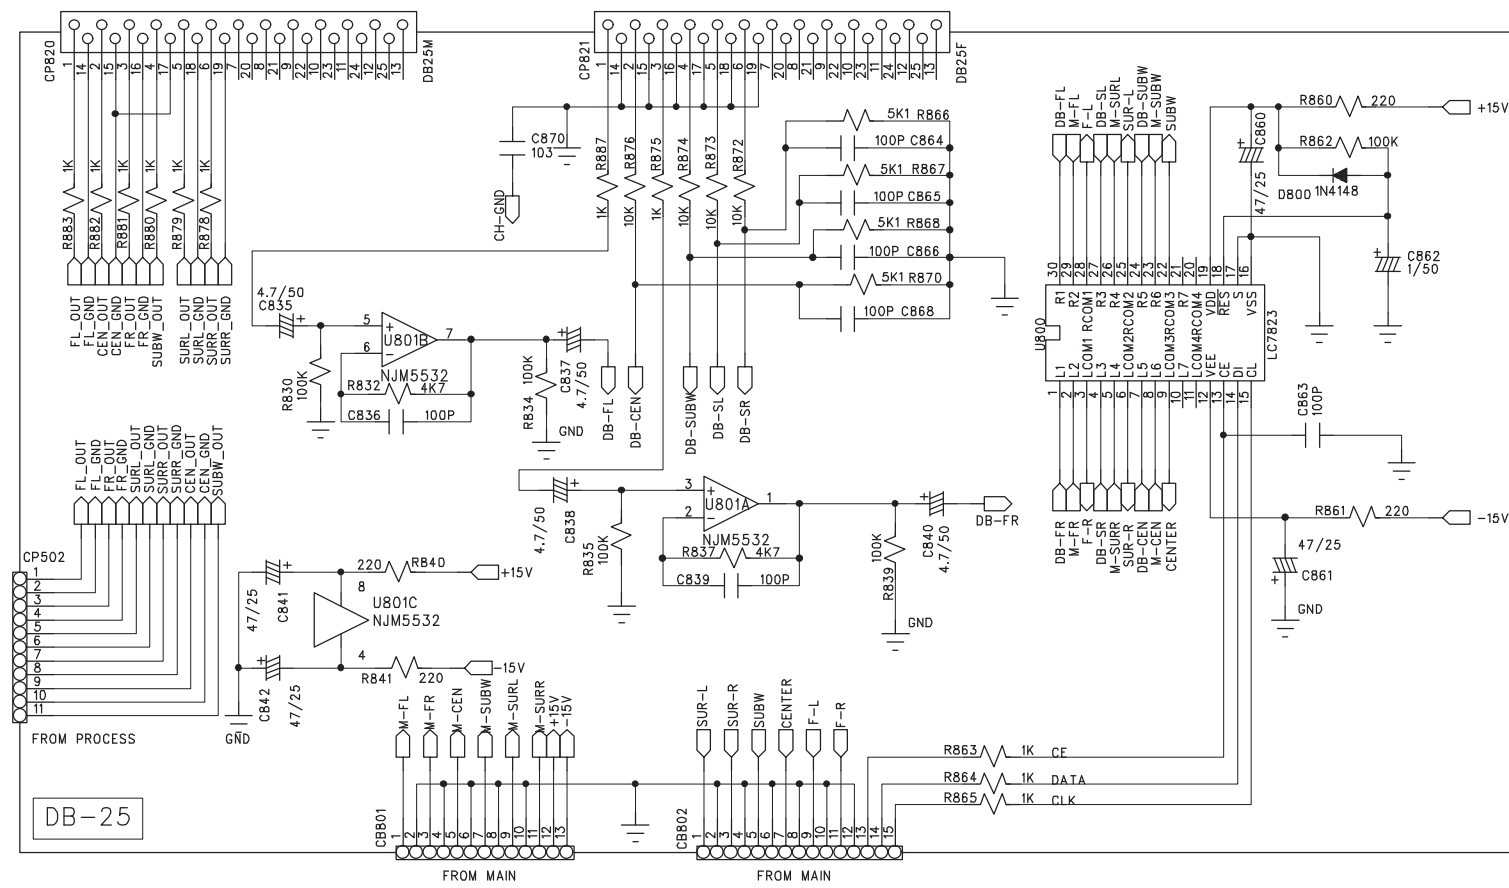 CP820
1 14 2 15 3 16 4 17 5 18 6 19 7 20 8 21 9 22 10 23 11 24 12 25 13
DB25M
CP821
1 14 2 15 3 16 4 17 5 18 6 19 7 20 8 21 9 22 10 23 11 24 12 25 13
DB25F
R883 1K
R882 1K
R881 1K
R880 1K
R879 1K
R878 1K
FL_OUT
FL_GND
CEN_OUT
CEN_GND
FR_OUT
FR_GND
SUBW_OUT
SURL_OUT
SURL_GND
SURR_OUT
SURR_GND
C870
103
CH-GND
R887 1K
R876 10K
R875 1K
R874 10K
R873 10K
R872 10K
5K1 R866
100P C864
5K1 R867
100P C865
5K1 R868
100P C866
5K1 R870
100P C868
4.7/50
C835
R830
100K
5
6
7
U801B
NJM5532
R832 4K7
C836 100P
R834 100K
GND
C837
4.7/50
DB-FL
DB-CEN
DB-SUBW
DB-SL
DB-SR
4.7/50
C838
R835
100K
3
2
1
U801A
NJM5532
R837 4K7
C839 100P
100K
R839
GND
C840
4.7/50
DB-FR
DB-FL
M-FL
F-L
DB-SL
M-SURL
SUR-L
DB-SUBW
M-SUBW
SUBW
30 29 28 27 26 25 24 23 22 21 20 19 18 17 16
R1 R2 RCOM1 R3 R4 RCOM2 R5 R6 RCOM3 R7 RCOM4 VDD RES S VSS
U800
LC7823
L1 L2 LCOM1 L3 L4 LCOM2 L5 L6 LCOM3 L7 LCOM4 VEE CE DI CL
1 2 3 4 5 6 7 8 9 10 11 12 13 14 15
DB-FR
M-FR
F-R
DB-SR
M-SURR
SUR-R
DB-CEN
M-CEN
CENTER
C860
47/25
R860 220
+15V
R862 100K
D800 1N4148
C862
1/50
C863
100P
R861 220
-15V
47/25
C861
GND
FL_OUT
FL_GND
FR_OUT
FR_GND
SURL_OUT
SURL_GND
SURR_OUT
SURR_GND
CEN_OUT
CEN_GND
SUBW_OUT
CP502
1
2
3
4
5
6
7
8
9
10
11
FROM PROCESS
47/25
C841
220 R840
+15V
8
U801C
NJM5532
4
R841 220
-15V
C842
47/25
GND
M-FL
M-FR
M-CEN
M-SUBW
M-SURL
M-SURR
+15V
-15V
CB801
1 2 3 4 5 6 7 8 9 10 11 12 13
FROM MAIN
SUR-L
SUR-R
SUBW
CENTER
F-L
F-R
CB802
1 2 3 4 5 6 7 8 9 10 11 12 13 14 15
FROM MAIN
R863 1K CE
R864 1K DATA
R865 1K CLK
DB-25